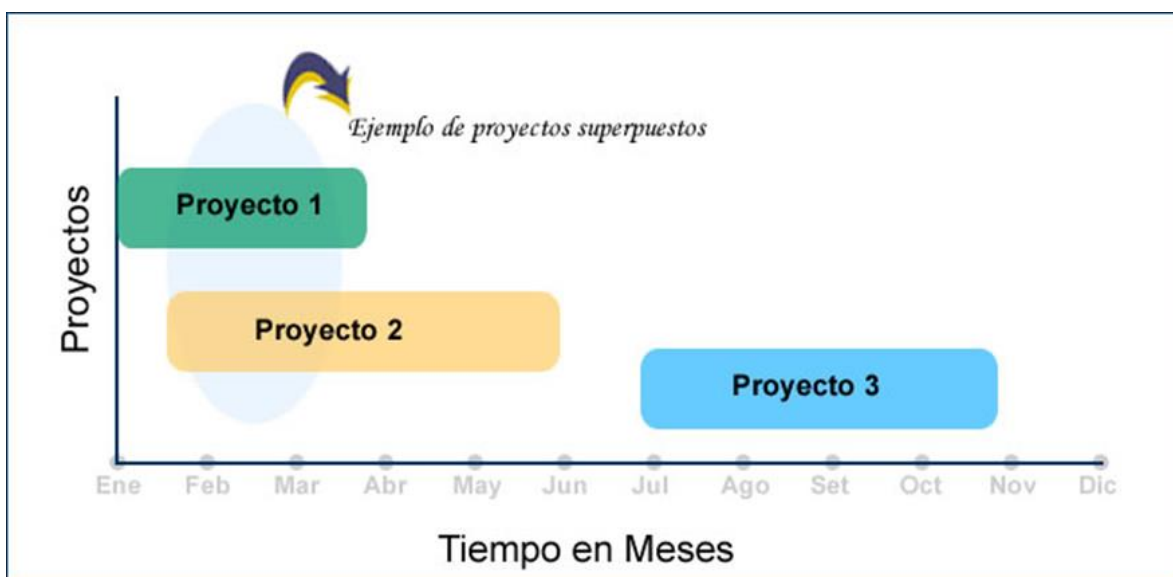 Ejemplo de proyectos superpuestos
Proyectos
Proyecto 1
Proyecto 2
Proyecto 3
Ene Feb Mar Abr May Jun Jul Ago Set Oct Nov Dic
Tiempo en Meses